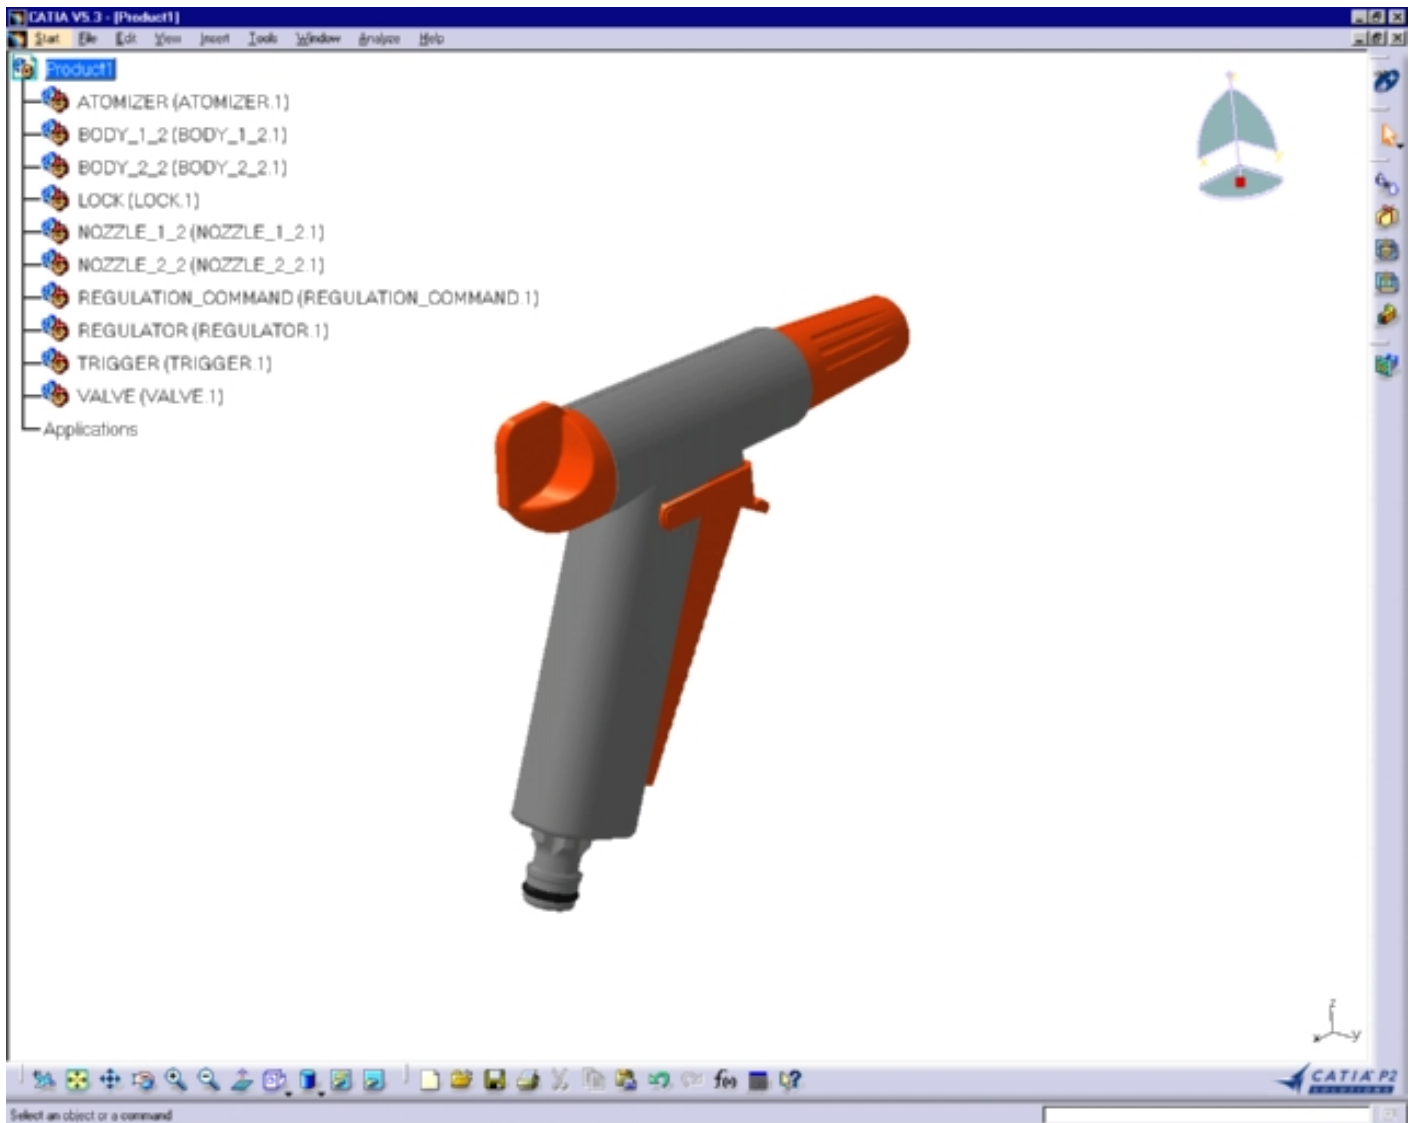 CATIA V5.3 - [Product1]
Start File Edit View Insert Tools Window Analyze Help
Product1
ATOMIZER (ATOMIZER.1)
BODY_1_2 (BODY_1_2.1)
BODY_2_2 (BODY_2_2.1)
LOCK (LOCK.1)
NOZZLE_1_2 (NOZZLE_1_2.1)
NOZZLE_2_2 (NOZZLE_2_2.1)
REGULATION_COMMAND (REGULATION_COMMAND.1)
REGULATOR (REGULATOR.1)
TRIGGER (TRIGGER.1)
VALVE (VALVE.1)
Applications
z
x y
f(x)
CATIA P2
SOLUTIONS
Select an object or a command